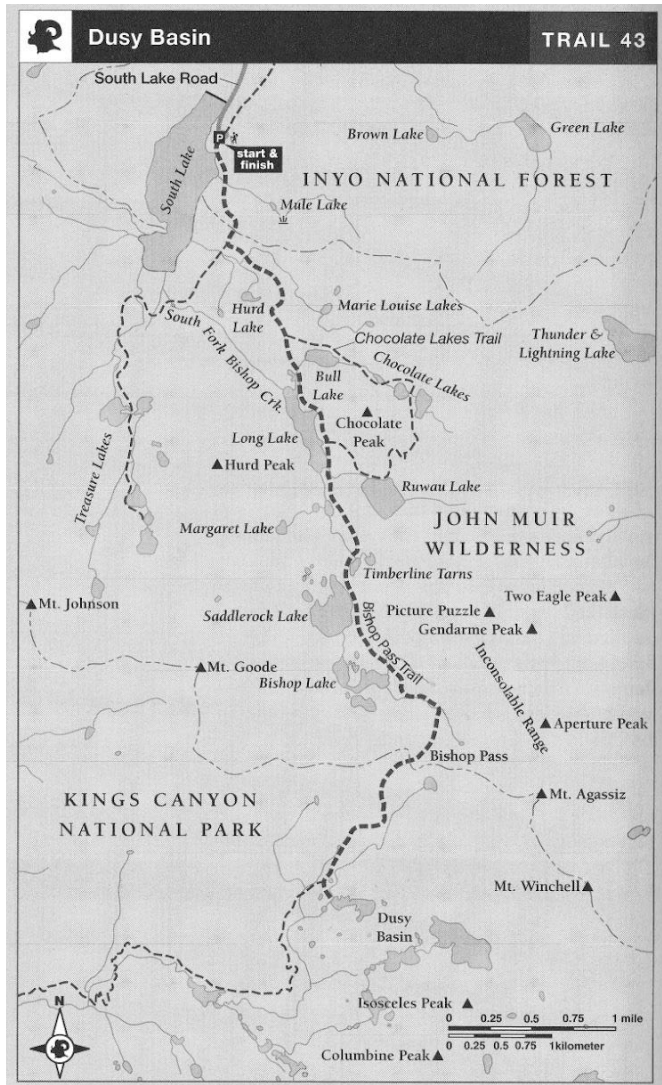 Dusy Basin
TRAIL 43
South Lake Road
P
start &
finish
Brown Lake
Green Lake
South Lake
INYO NATIONAL FOREST
Mule Lake
Hurd
Lake
Marie Louise Lakes
South Fork Bishop Crk.
Chocolate Lakes Trail
Thunder &
Lightning Lake
Chocolate Lakes
Bull
Lake
Chocolate
Peak
Long Lake
Hurd Peak
Treasure Lakes
Ruwau Lake
Margaret Lake
JOHN MUIR
WILDERNESS
Timberline Tarns
Mt. Johnson
Saddlerock Lake
Bishop Pass Trail
Picture Puzzle
Two Eagle Peak
Gendarme Peak
Mt. Goode
Bishop Lake
Inconsolable Range
Aperture Peak
Bishop Pass
KINGS CANYON
NATIONAL PARK
Mt. Agassiz
Mt. Winchell
Dusy
Basin
N
Isosceles Peak
0 0.25 0.5 0.75 1 mile
0 0.25 0.5 0.75 1kilometer
Columbine Peak